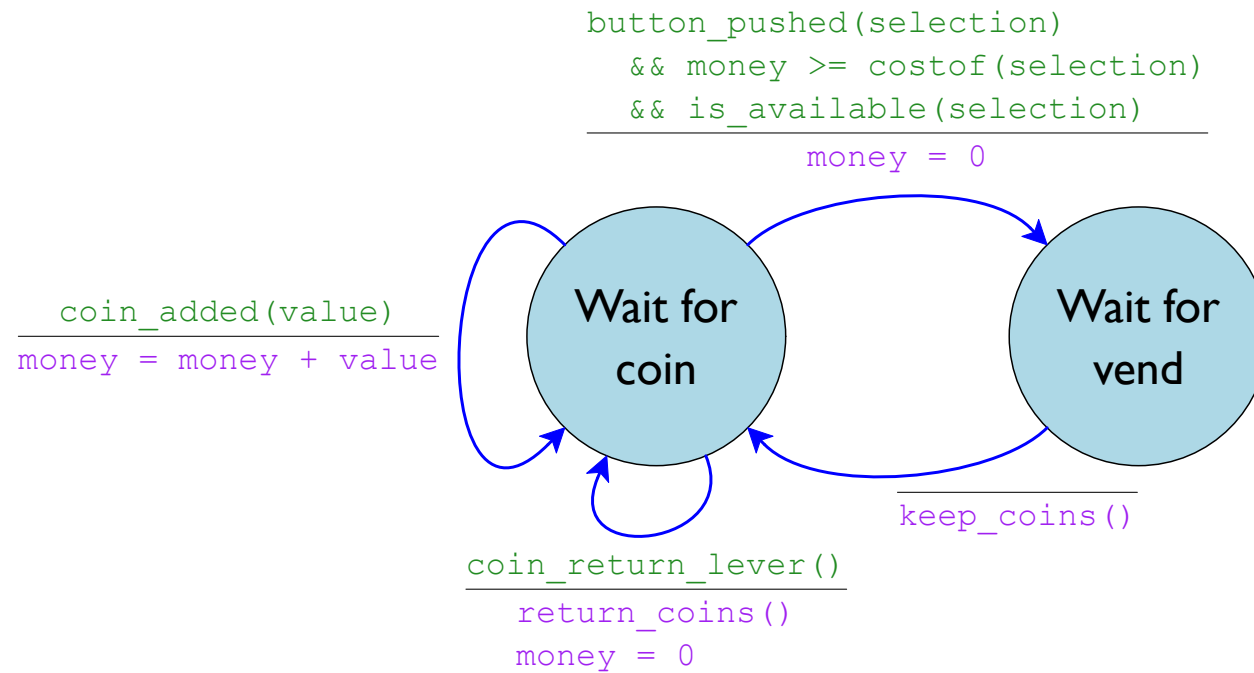 button_pushed(selection)
&& money >= costof(selection)
&& is_available(selection)
money = 0
coin_added(value)
money = money + value
Wait for
coin
Wait for
vend
keep_coins()
coin_return_lever()
return_coins()
money = 0